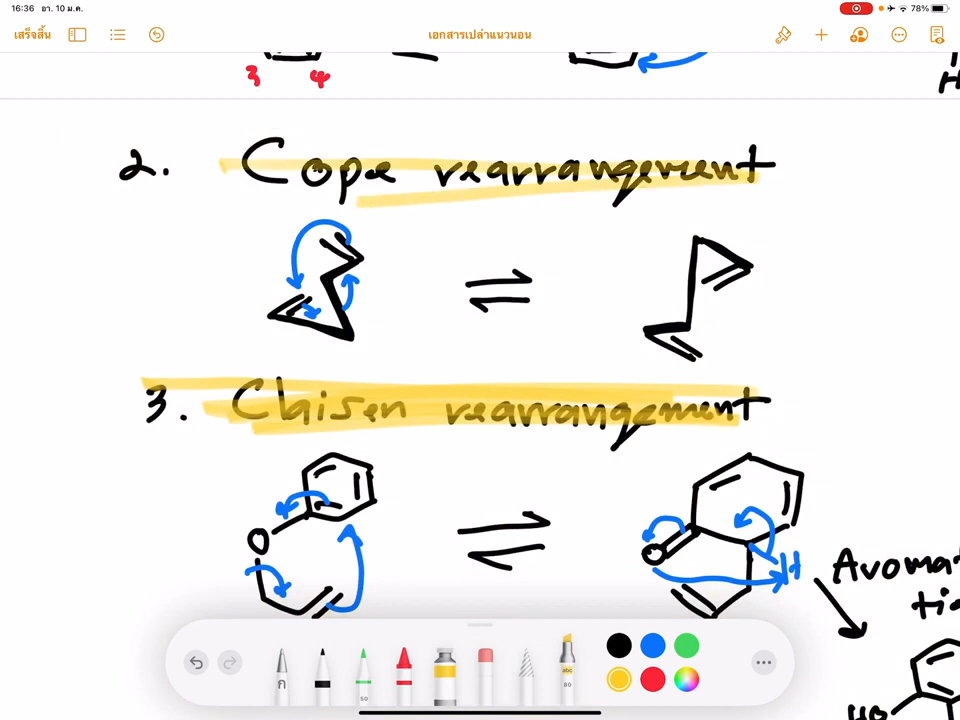 16:36 อา. 10 ม.ค. 78%
เสร็จสิ้น เอกสารเปล่าแนวนอน
3 4
H
2. Cope rearrangement
3. Claisen rearrangement
O
O H
Aromat
tio
HO